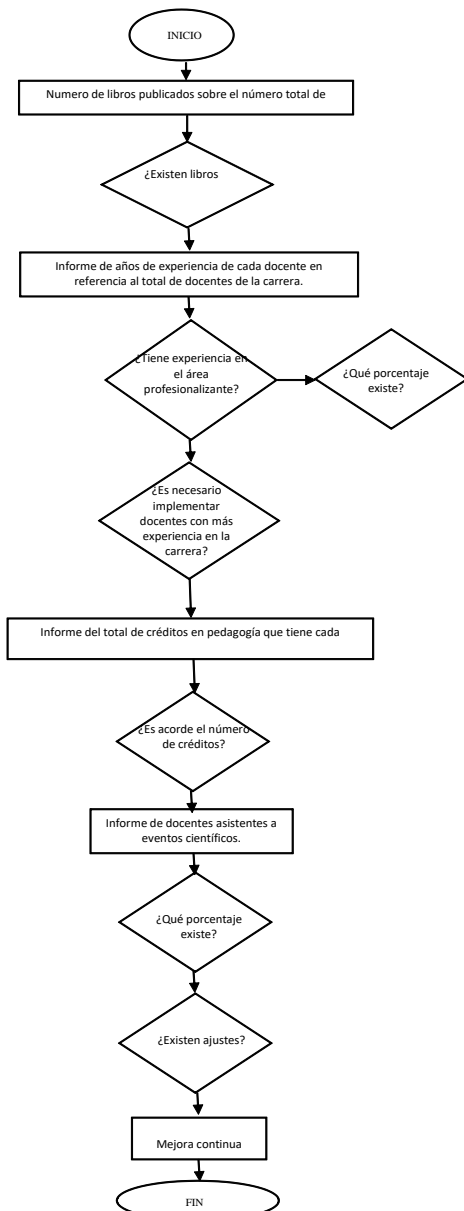 INICIO
Numero de libros publicados sobre el número total de
¿Existen libros
Informe de años de experiencia de cada docente en
referencia al total de docentes de la carrera.
¿Tiene experiencia en
el área
profesionalizante?
¿Qué porcentaje
existe?
¿Es necesario
implementar
docentes con más
experiencia en la
carrera?
Informe del total de créditos en pedagogía que tiene cada
¿Es acorde el número
de créditos?
Informe de docentes asistentes a
eventos científicos.
¿Qué porcentaje
existe?
¿Existen ajustes?
Mejora continua
FIN